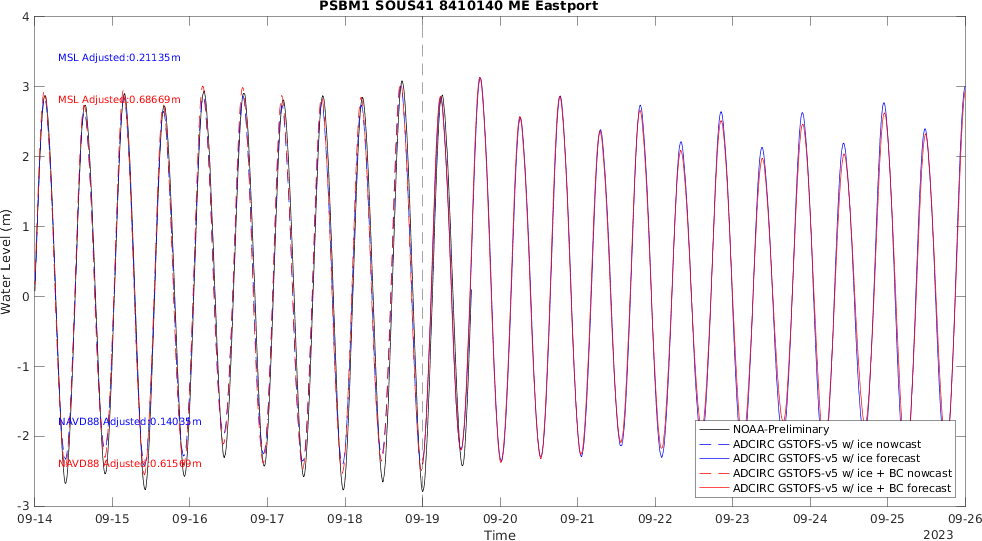 PSBM1 SOUS41 8410140 ME Eastport
MSL Adjusted:0.21135m
MSL Adjusted:0.68669m
NAVD88 Adjusted:0.14035m
NAVD88 Adjusted:0.61569m
Water Level (m)
4
3
2
1
0
-1
-2
-3
NOAA-Preliminary
ADCIRC GSTOFS-v5 w/ ice nowcast
ADCIRC GSTOFS-v5 w/ ice forecast
ADCIRC GSTOFS-v5 w/ ice + BC nowcast
ADCIRC GSTOFS-v5 w/ ice + BC forecast
09-14 09-15 09-16 09-17 09-18 09-19 09-20 09-21 09-22 09-23 09-24 09-25 09-26
Time
2023